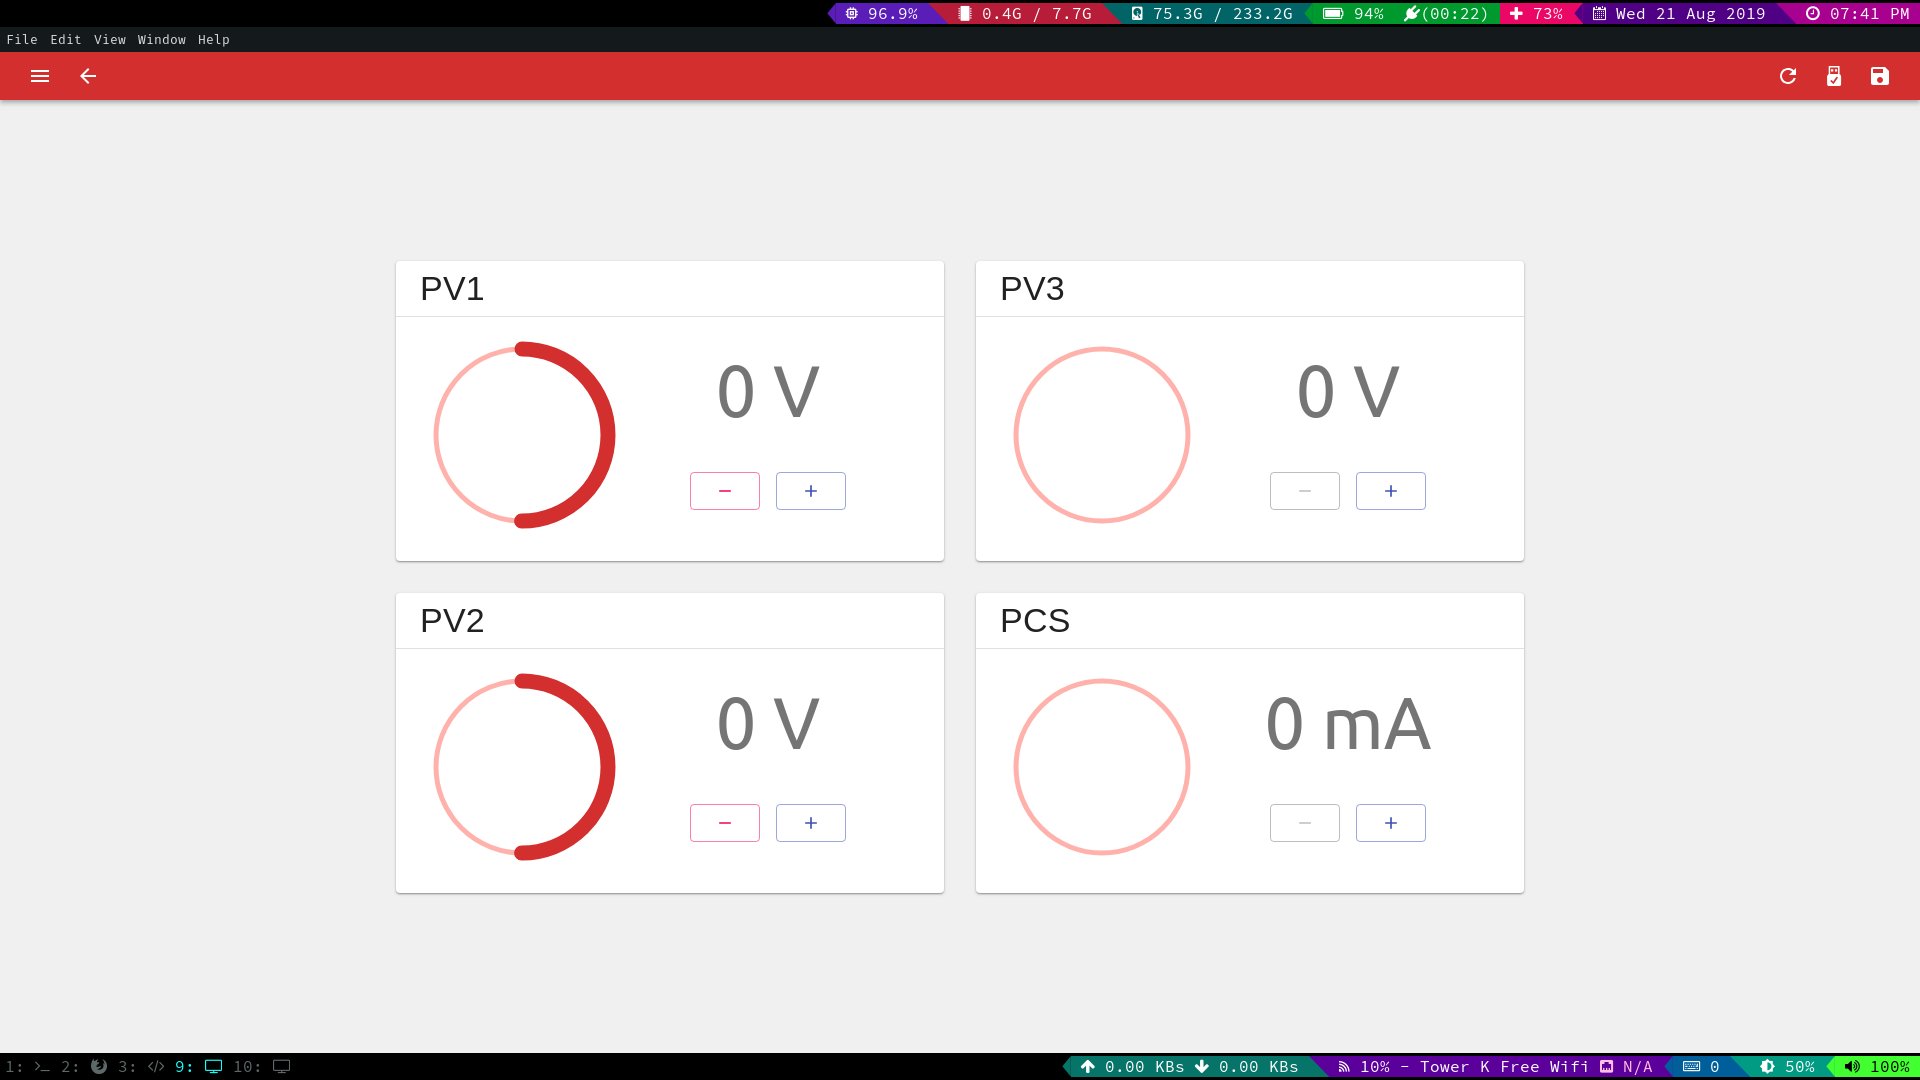 96.9% 0.4G / 7.7G 75.3G / 233.2G 94% (00:22) 73% Wed 21 Aug 2019 07:41 PM
File Edit View Window Help
PV1
0 V
− +
PV3
0 V
− +
PV2
0 V
− +
PCS
0 mA
− +
1: 2: 3: 9: 10: 0.00 KBs 0.00 KBs 10% - Tower K Free Wifi N/A 0 50% 100%